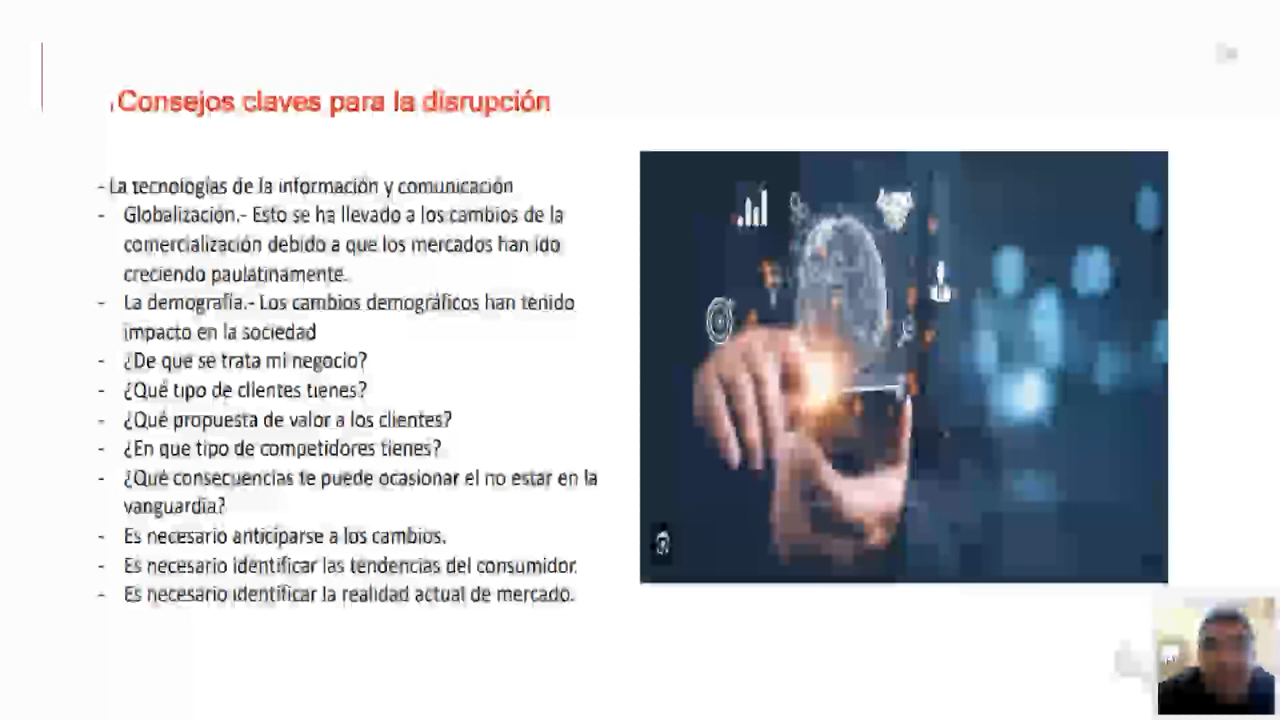 Consejos claves para la disrupción
- La tecnologías de la información y comunicación
- Globalización.- Esto se ha llevado a los cambios de la
comercialización debido a que los mercados han ido
creciendo paulatinamente.
- La demografía.- Los cambios demográficos han tenido
impacto en la sociedad
- ¿De que se trata mi negocio?
- ¿Qué tipo de clientes tienes?
- ¿Qué propuesta de valor a los clientes?
- ¿En que tipo de competidores tienes?
- ¿Qué consecuencias te puede ocasionar el no estar en la
vanguardia?
- Es necesario anticiparse a los cambios.
- Es necesario identificar las tendencias del consumidor.
- Es necesario identificar la realidad actual de mercado.